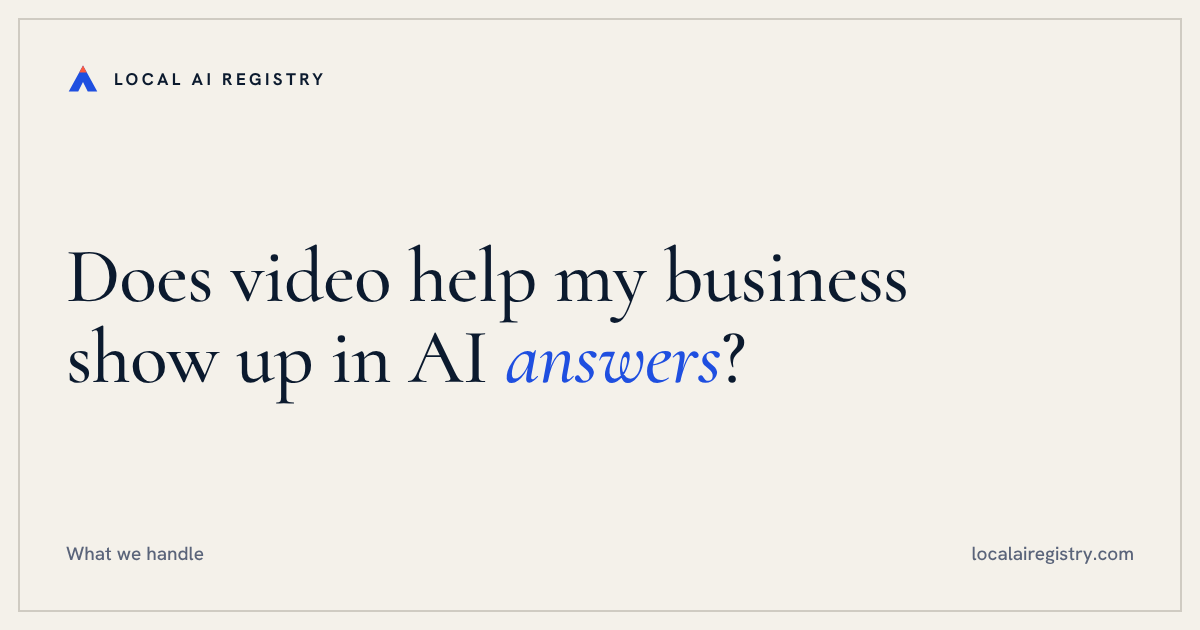 LOCAL AI REGISTRY
Does video help my business
show up in AI answers?
What we handle
localairegistry.com